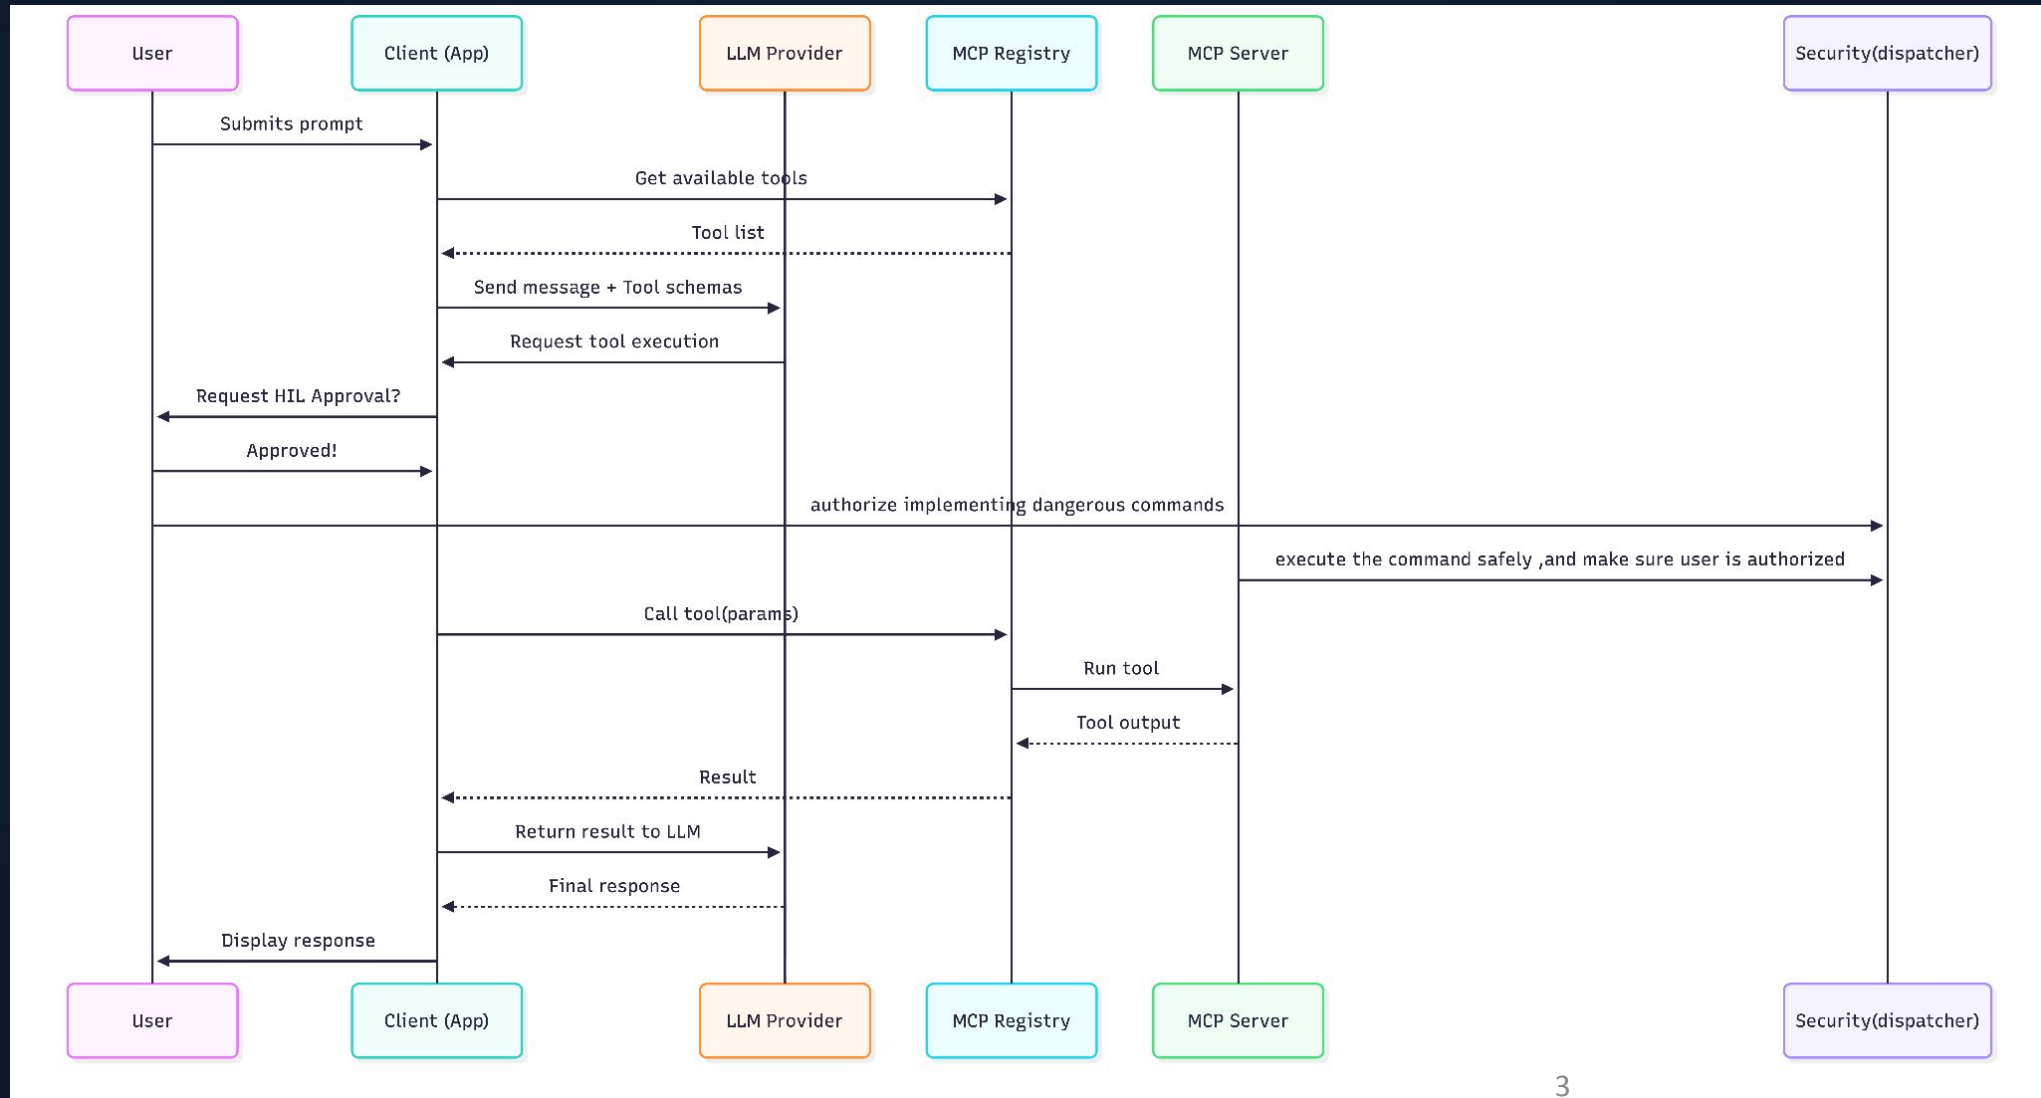 User
Client (App)
LLM Provider
MCP Registry
MCP Server
Security(dispatcher)
Submits prompt
Get available tools
Tool list
Send message + Tool schemas
Request tool execution
Request HIL Approval?
Approved!
authorize implementing dangerous commands
execute the command safely ,and make sure user is authorized
Call tool(params)
Run tool
Tool output
Result
Return result to LLM
Final response
Display response
User
Client (App)
LLM Provider
MCP Registry
MCP Server
Security(dispatcher)
3